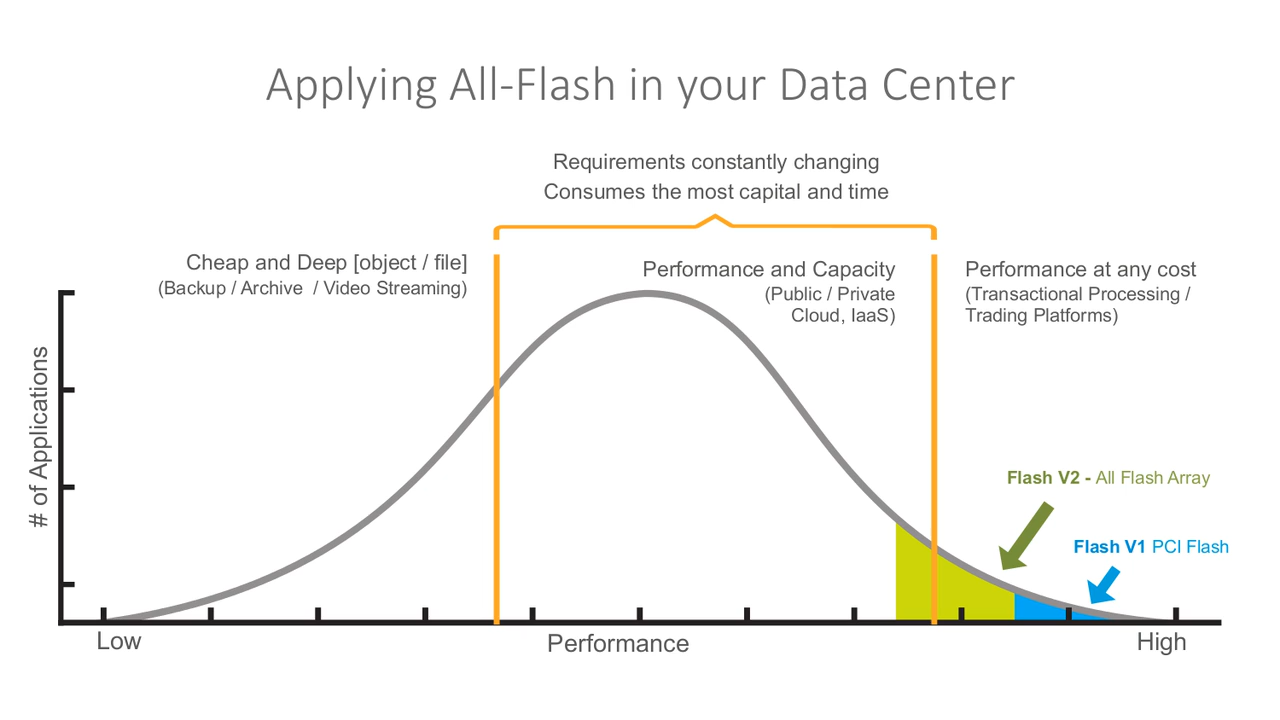 Applying All-Flash in your Data Center
Requirements constantly changing
Consumes the most capital and time
Cheap and Deep [object / file]
(Backup / Archive / Video Streaming)
Performance and Capacity
(Public / Private
Cloud, IaaS)
Performance at any cost
(Transactional Processing /
Trading Platforms)
# of Applications
Flash V2 - All Flash Array
Flash V1 PCI Flash
Low
Performance
High